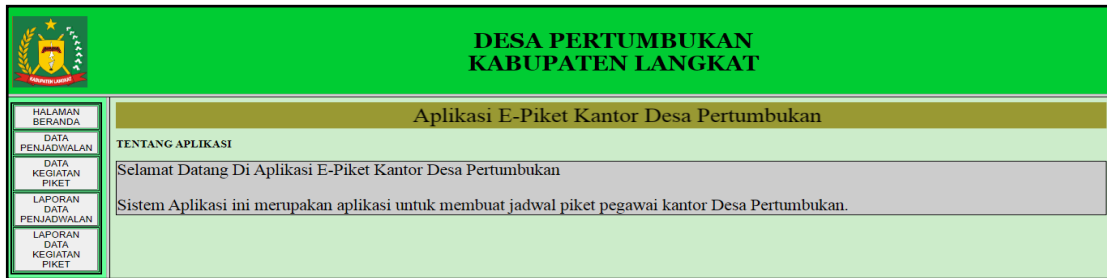 KABUPATEN LANGKAT
DESA PERTUMBUKAN
KABUPATEN LANGKAT
HALAMAN
BERANDA
DATA
PENJADWALAN
DATA
KEGIATAN
PIKET
LAPORAN
DATA
PENJADWALAN
LAPORAN
DATA
KEGIATAN
PIKET
Aplikasi E-Piket Kantor Desa Pertumbukan
TENTANG APLIKASI
Selamat Datang Di Aplikasi E-Piket Kantor Desa Pertumbukan
Sistem Aplikasi ini merupakan aplikasi untuk membuat jadwal piket pegawai kantor Desa Pertumbukan.